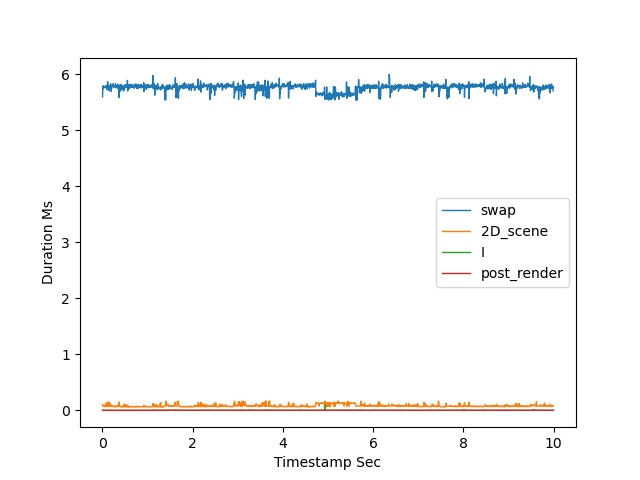 6
5
4
3
2
1
0
Duration Ms
swap
2D_scene
I
post_render
0
2
4
6
8
10
Timestamp Sec